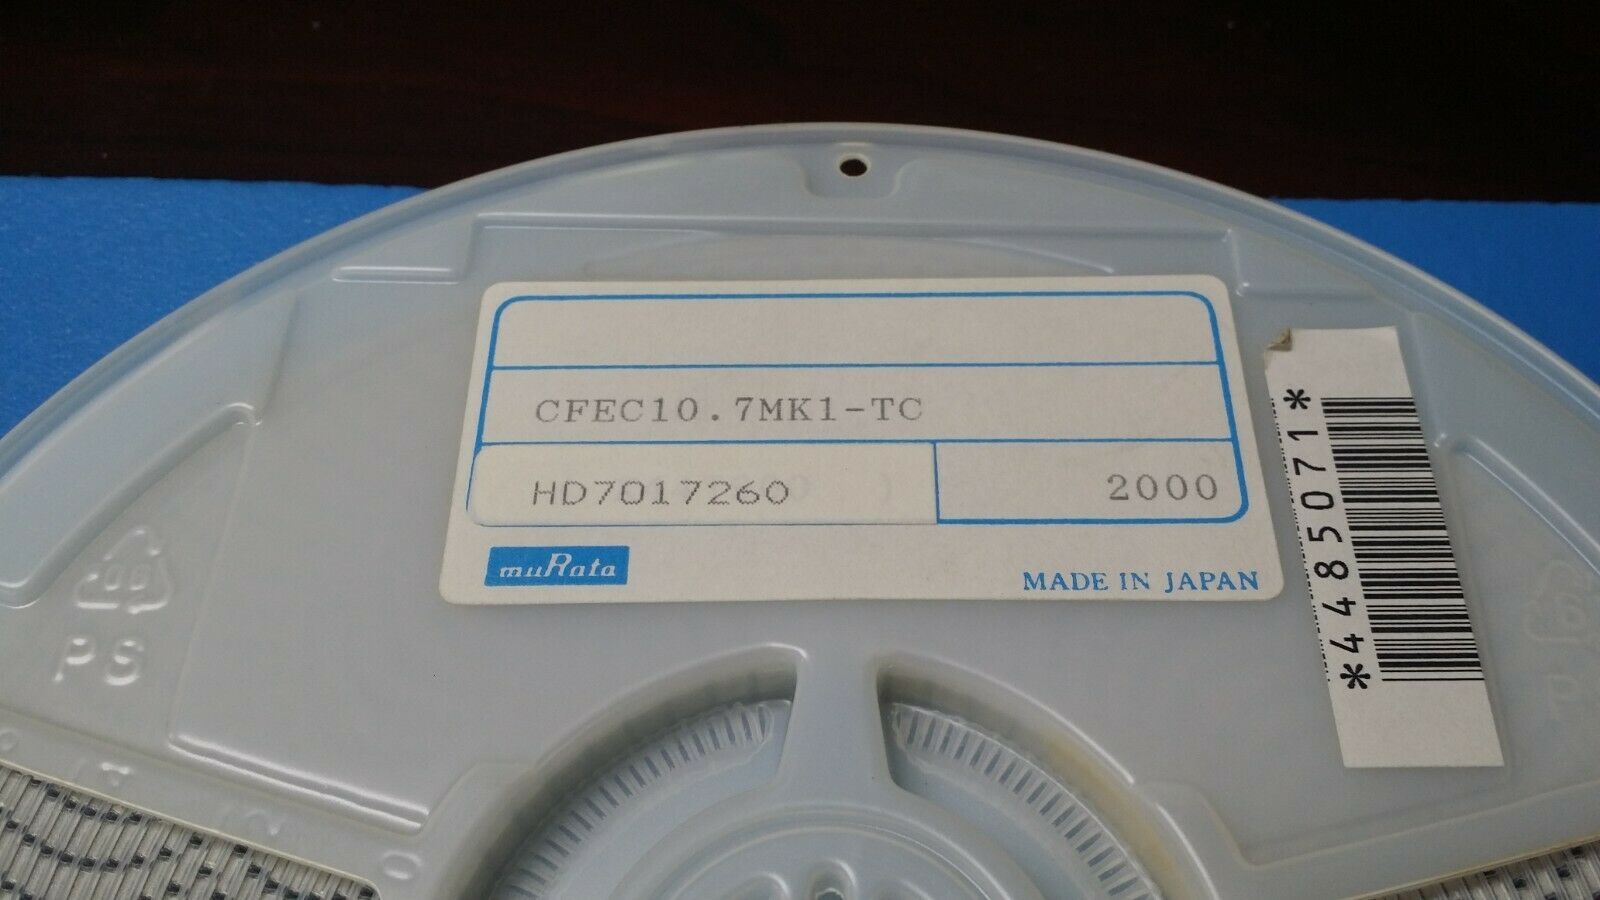 CFEC10.7MK1-TC
HD7017260
2000
muRata
MADE IN JAPAN
*4485071*
PS